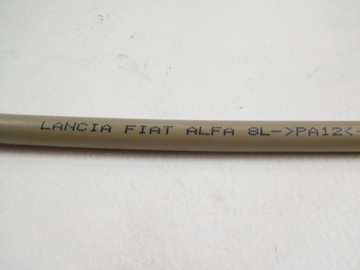 LANCIA FIAT ALFA 8L->PA12<-